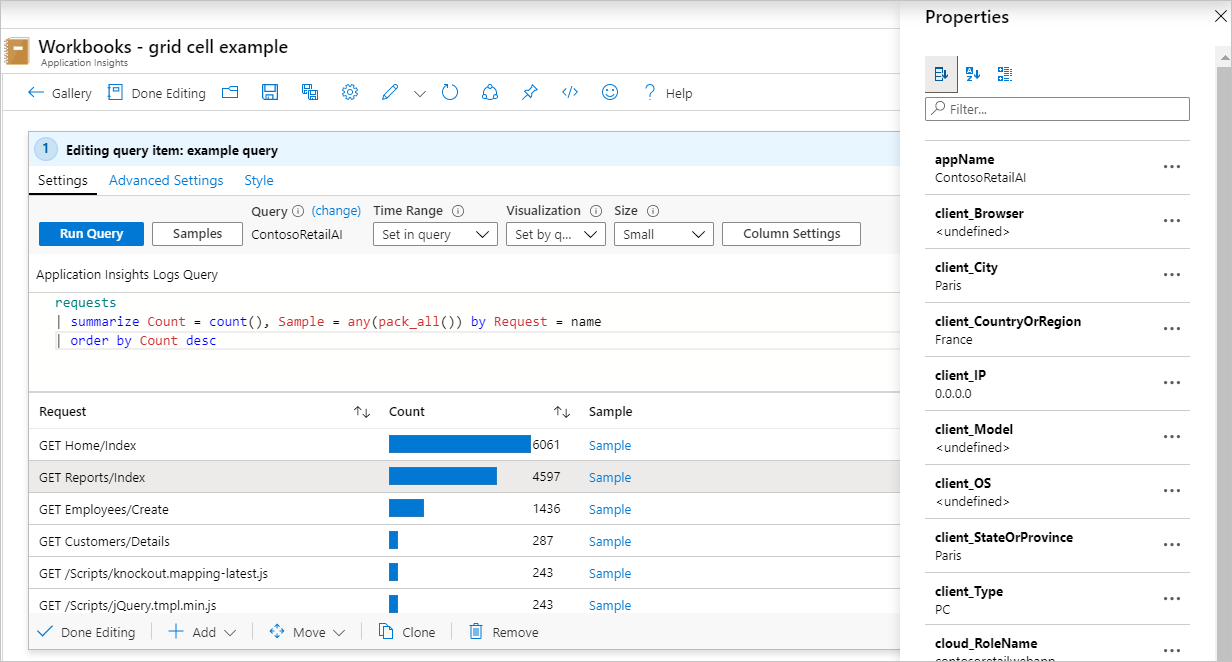 Workbooks - grid cell example
Application Insights
Gallery Done Editing Help
1 Editing query item: example query
Settings Advanced Settings Style
Query (change) Time Range Visualization Size
Run Query Samples ContosoRetailAI Set in query Set by q... Small Column Settings
Application Insights Logs Query
requests
| summarize Count = count(), Sample = any(pack_all()) by Request = name
| order by Count desc
Request Count Sample
GET Home/Index 6061 Sample
GET Reports/Index 4597 Sample
GET Employees/Create 1436 Sample
GET Customers/Details 287 Sample
GET /Scripts/knockout.mapping-latest.js 243 Sample
GET /Scripts/jQuery.tmpl.min.js 243 Sample
Done Editing Add Move Clone Remove
Properties
Filter...
appName
ContosoRetailAI
client_Browser
<undefined>
client_City
Paris
client_CountryOrRegion
France
client_IP
0.0.0.0
client_Model
<undefined>
client_OS
<undefined>
client_StateOrProvince
Paris
client_Type
PC
cloud_RoleName
contosoretailwebapp